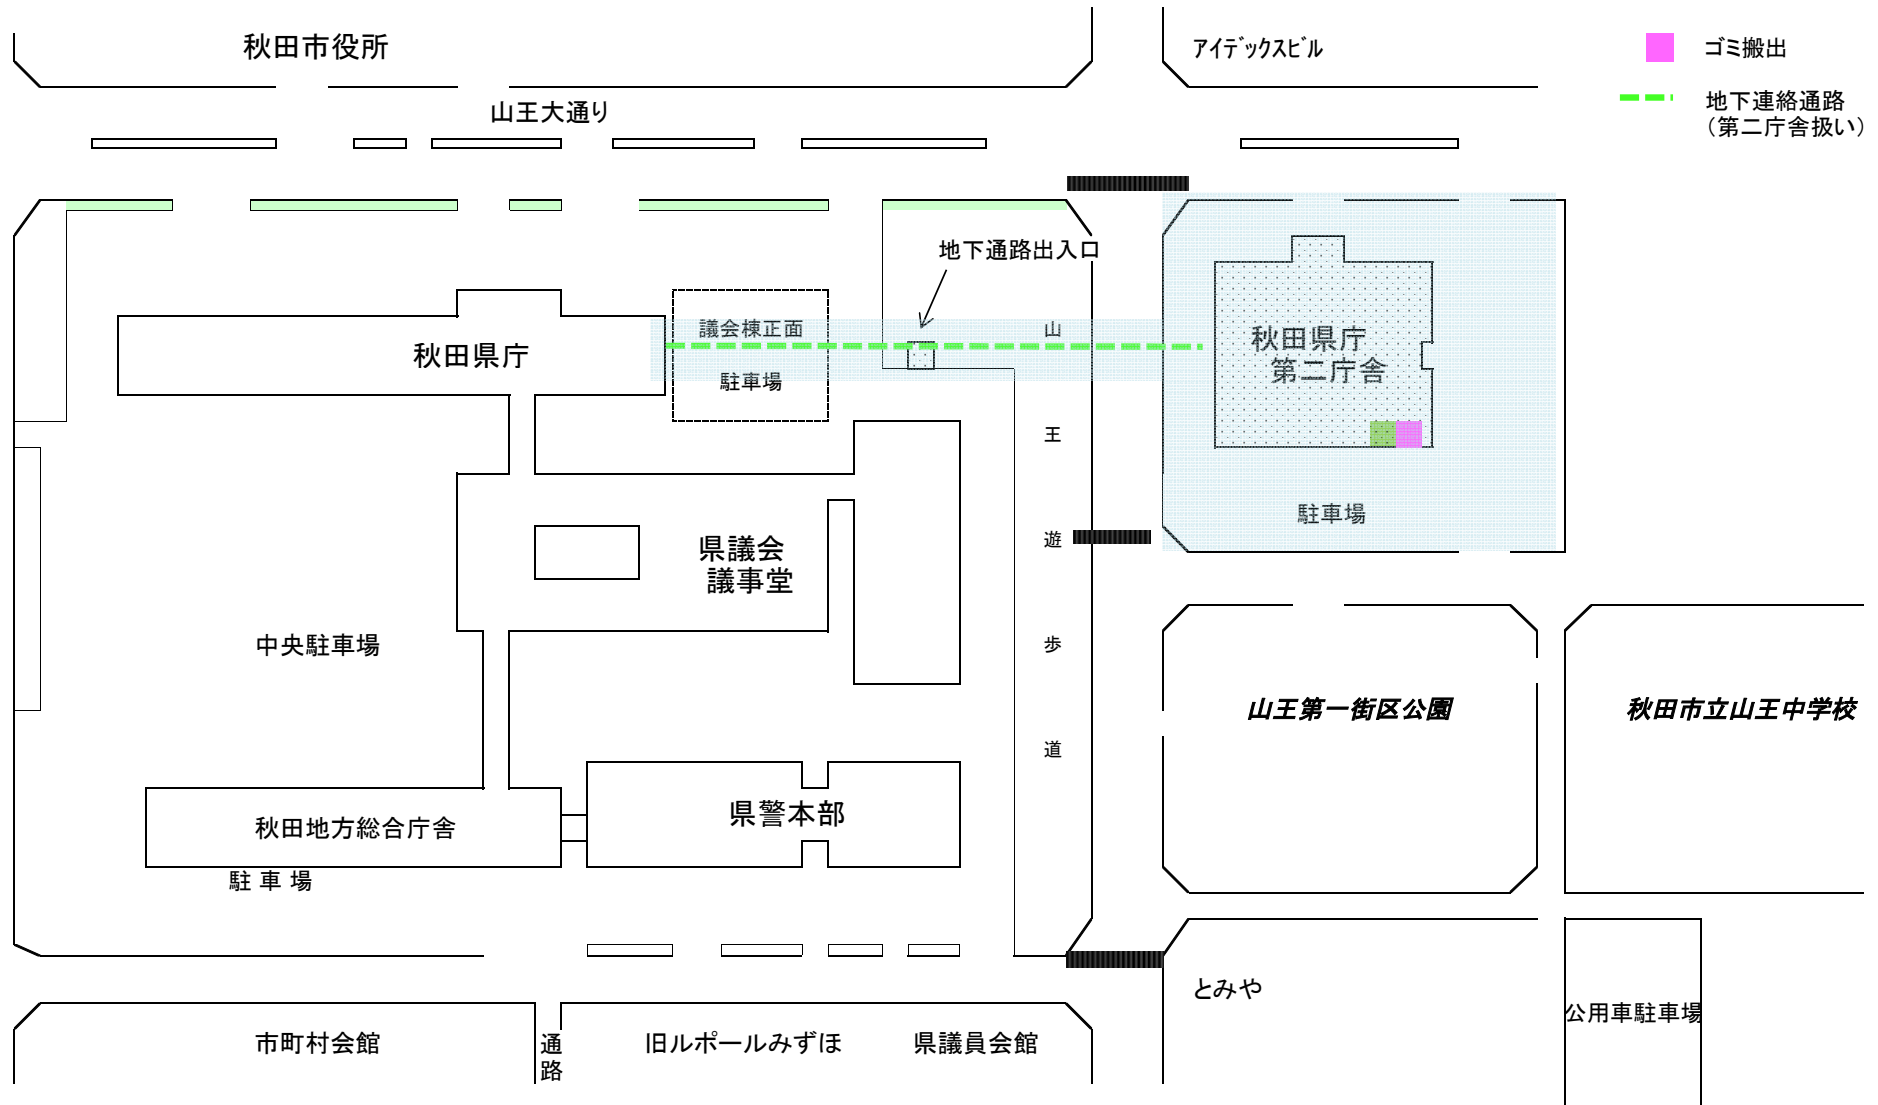 秋田市役所
アイデックスビル
ゴミ搬出
山王大通り
地下連絡通路
（第二庁舎扱い）
地下通路出入口
議会棟正面
駐車場
秋田県庁
秋田県庁
第二庁舎
山王遊歩道
駐車場
県議会
議事堂
中央駐車場
山王第一街区公園
秋田市立山王中学校
県警本部
秋田地方総合庁舎
駐 車 場
とみや
公用車駐車場
市町村会館
通路
旧ルポールみずほ
県議員会館